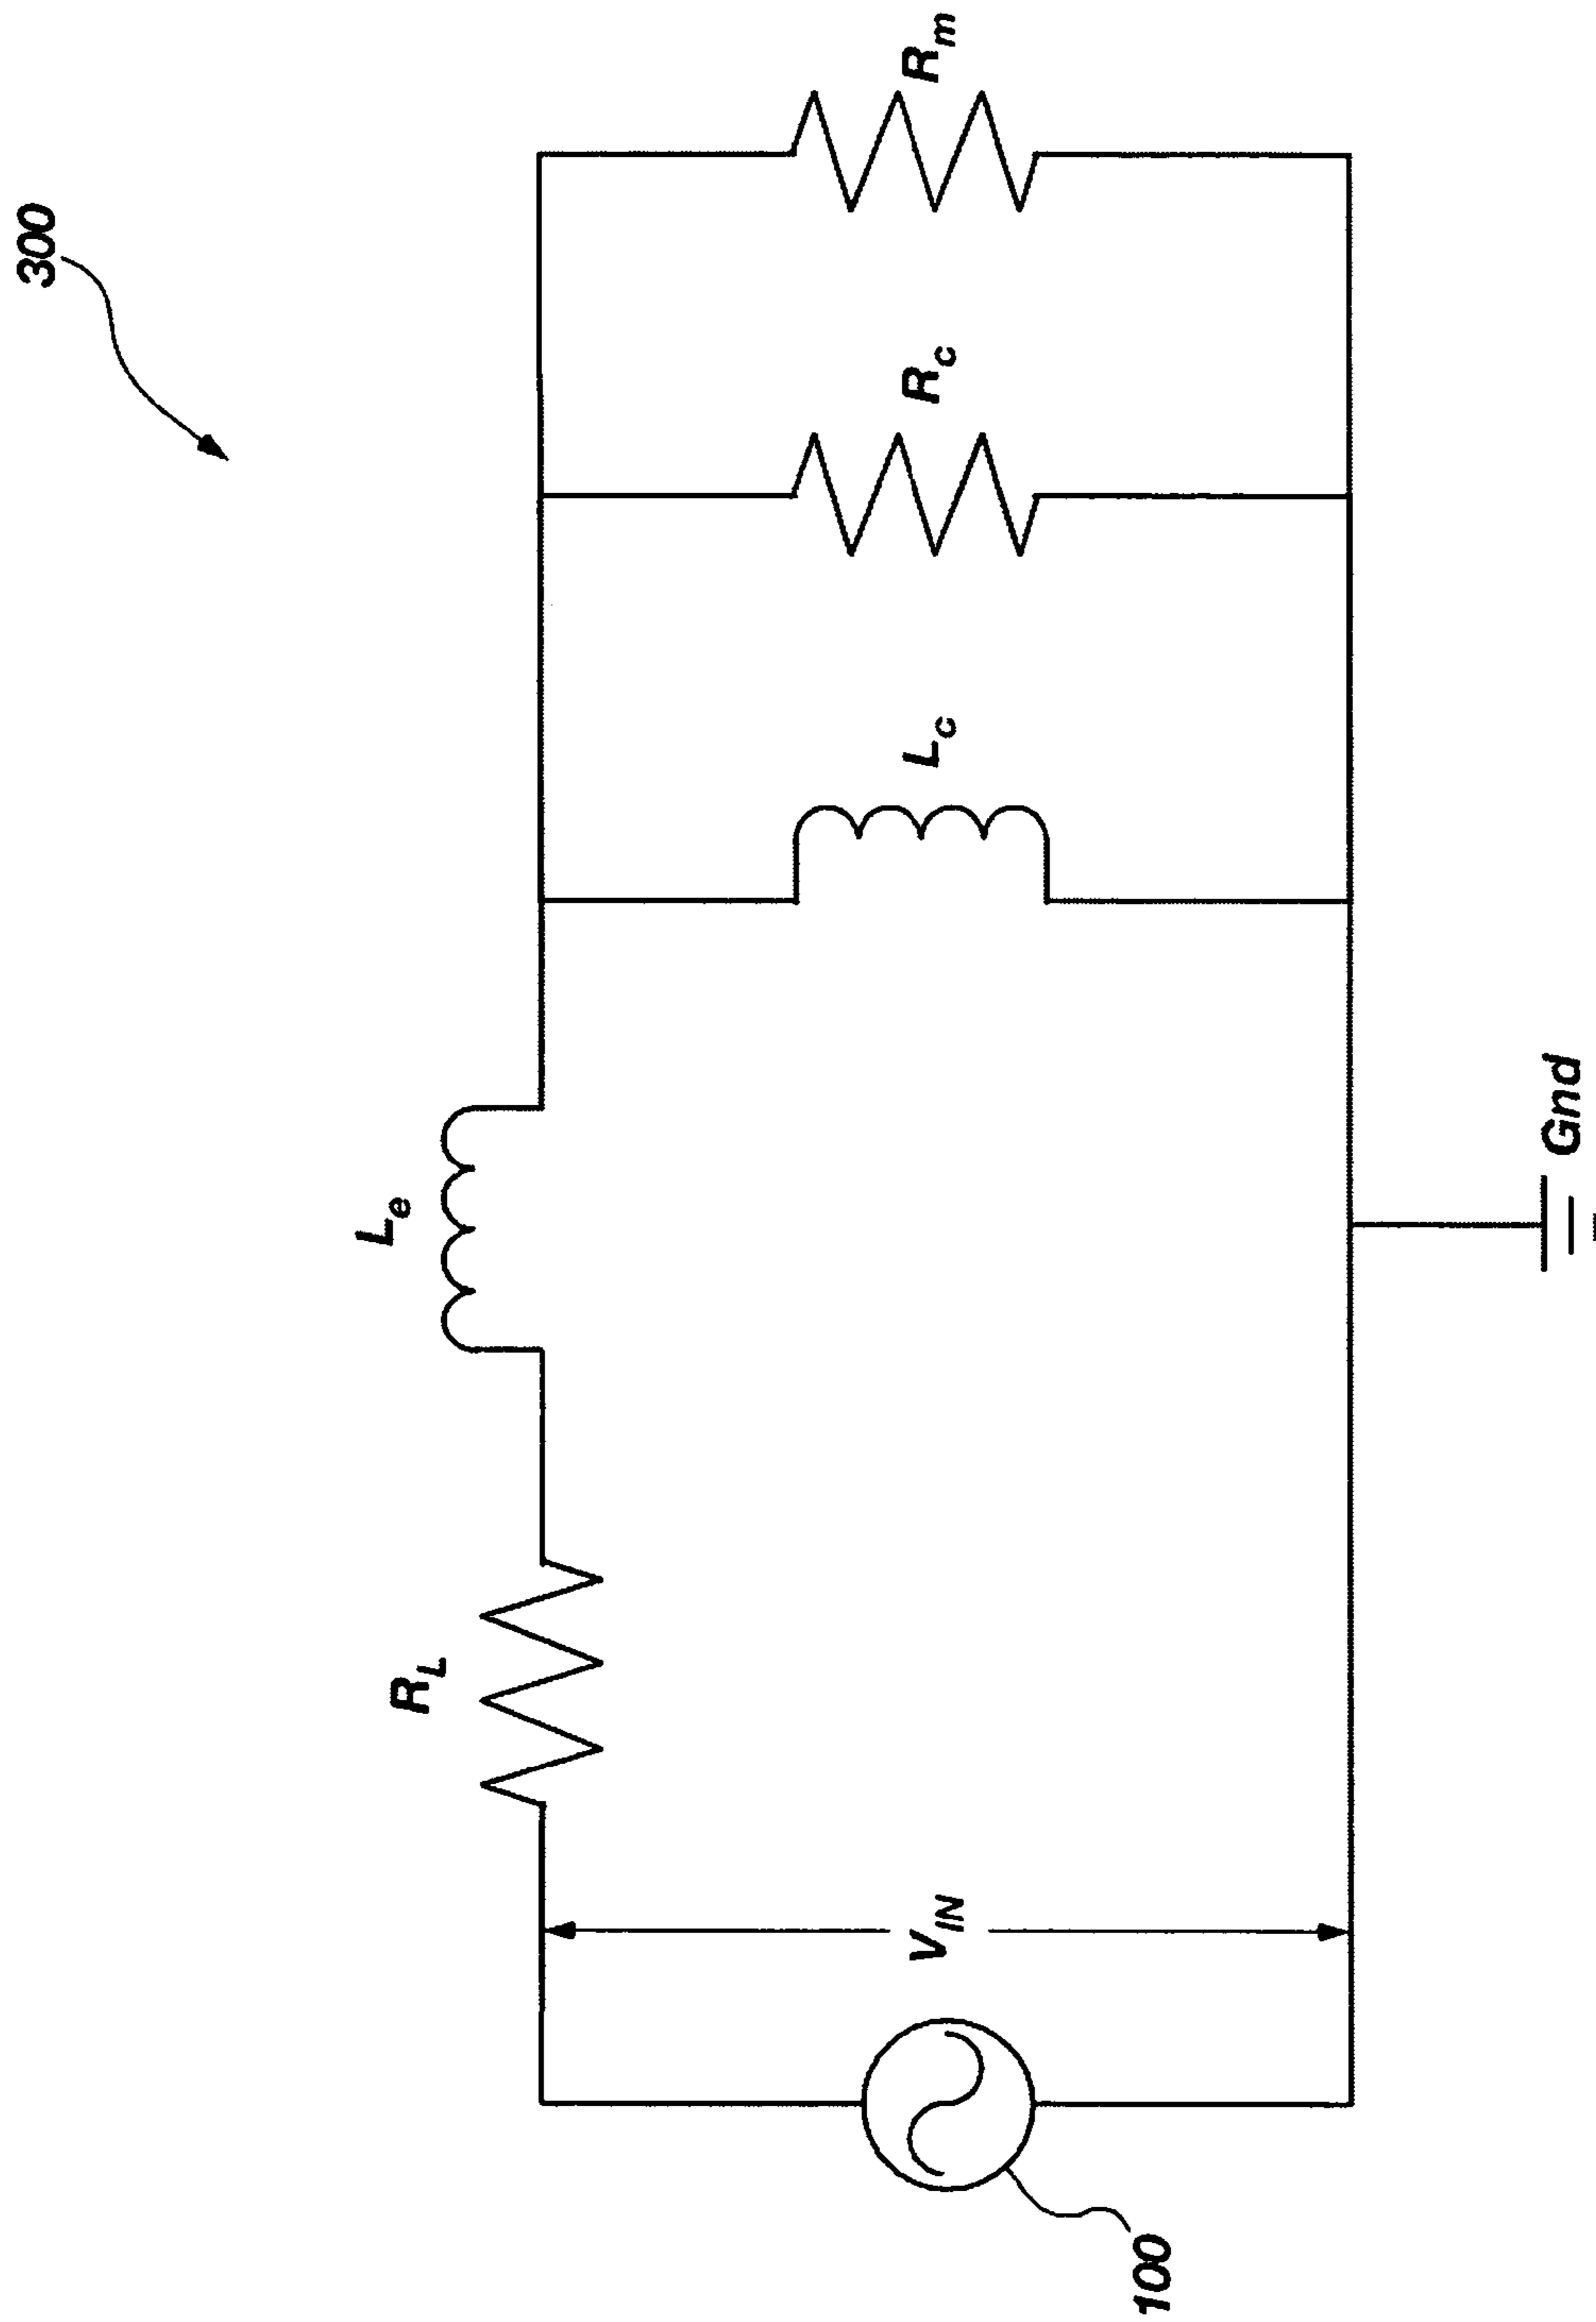 300
L_e
R_L
L_c
R_c
R_m
V_IN
100
Gnd